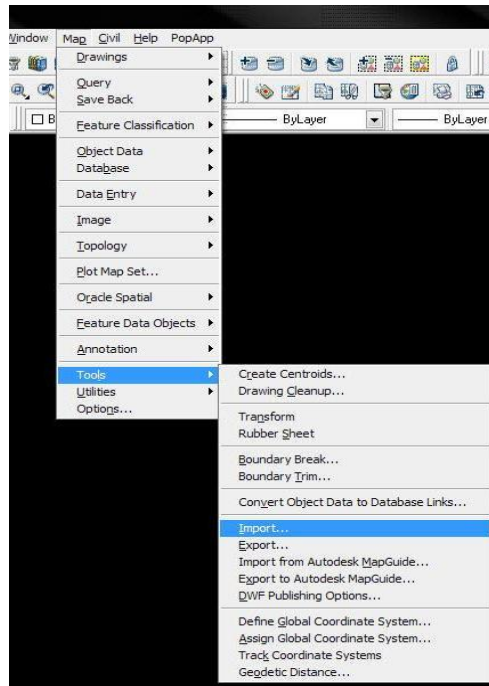 Window Map Civil Help PopApp
Drawings
Query
Save Back
B
Feature Classification
ByLayer
ByLayer
Object Data
Database
Data Entry
Image
Topology
Plot Map Set...
Oracle Spatial
Feature Data Objects
Annotation
Tools
Utilities
Options...
Create Centroids...
Drawing Cleanup...
Transform
Rubber Sheet
Boundary Break...
Boundary Trim...
Convert Object Data to Database Links...
Import...
Export...
Import from Autodesk MapGuide...
Export to Autodesk MapGuide...
DWF Publishing Options...
Define Global Coordinate System...
Assign Global Coordinate System...
Track Coordinate Systems
Geodetic Distance...